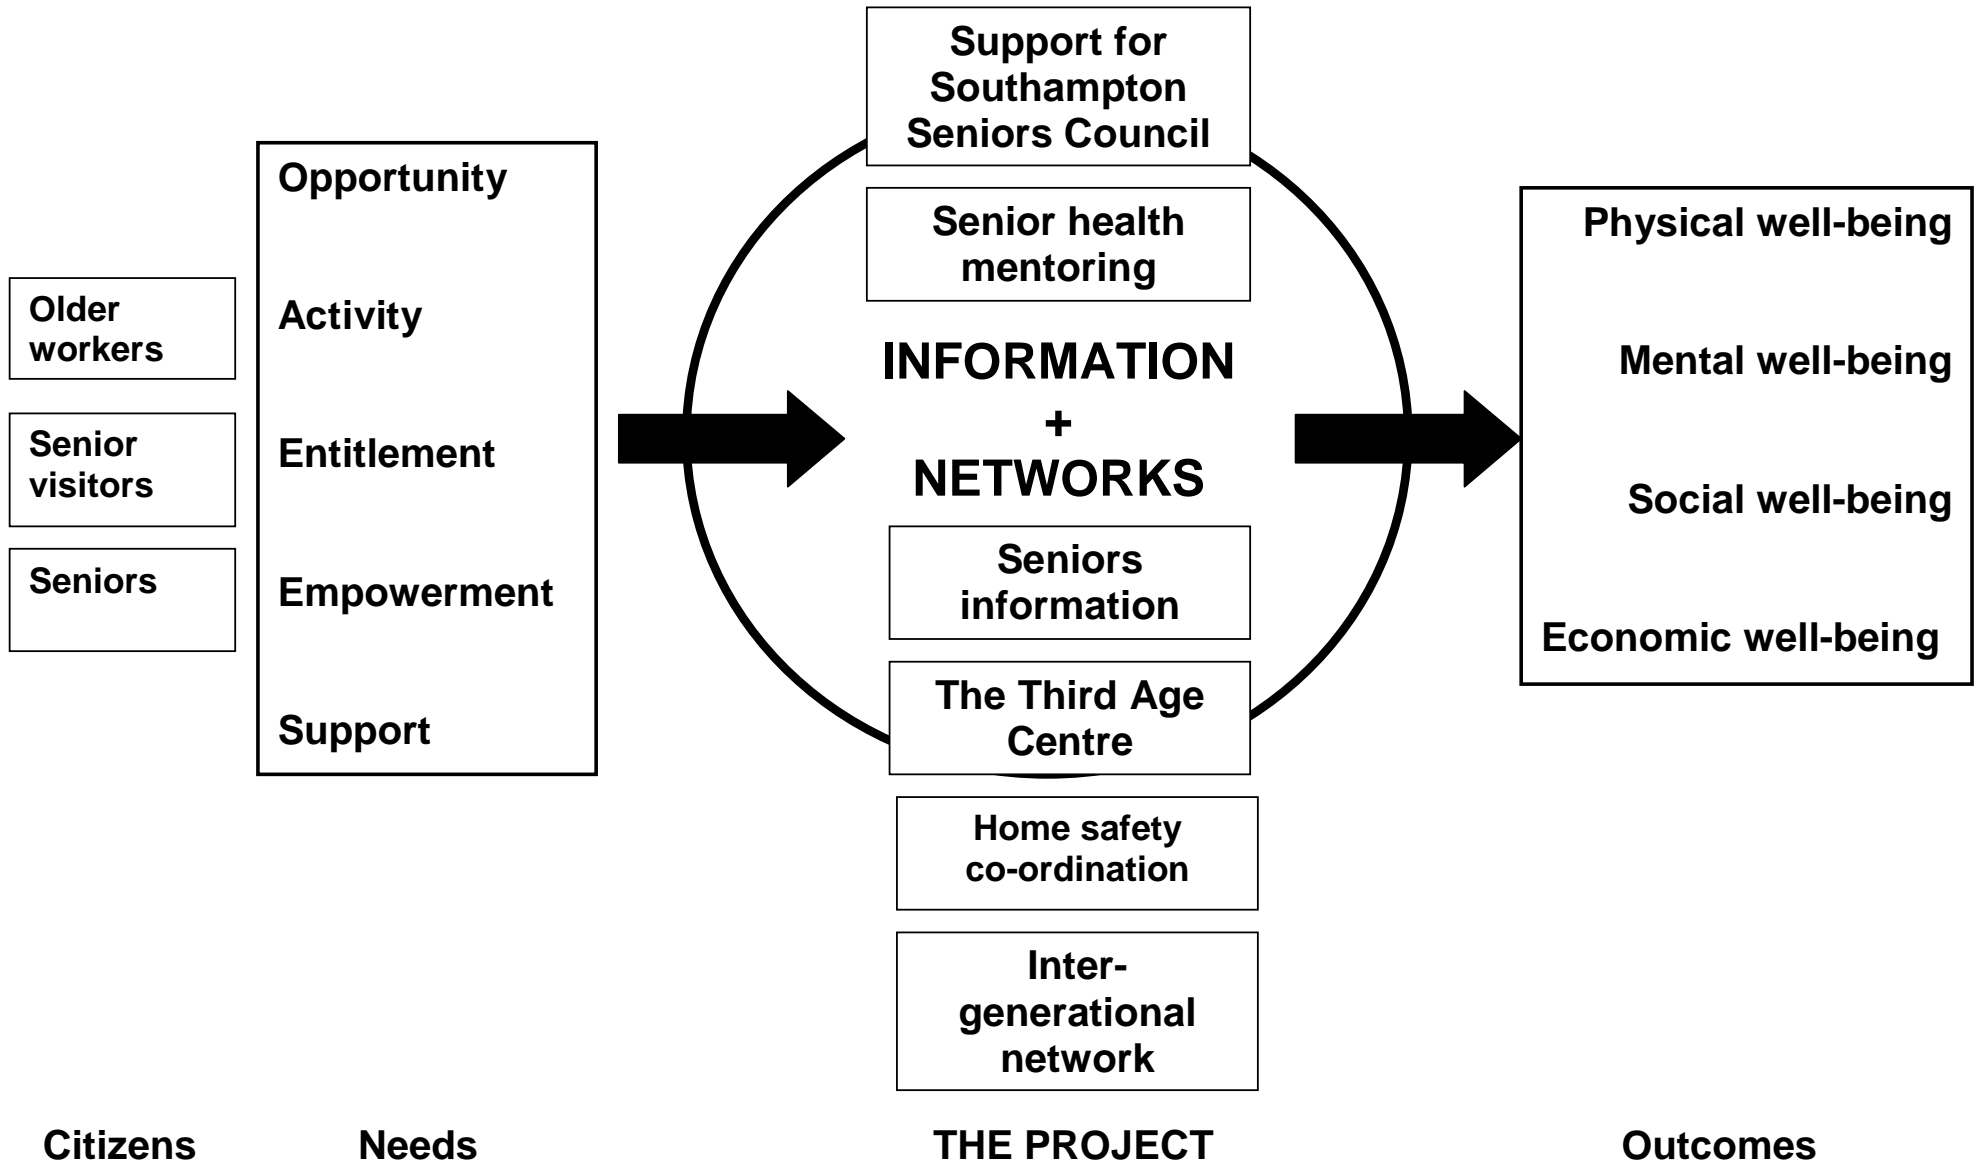 Older
workers
Senior
visitors
Seniors
Opportunity
Activity
Entitlement
Empowerment
Support
Support for
Southampton
Seniors Council
Senior health
mentoring
INFORMATION
+
NETWORKS
Seniors
information
The Third Age
Centre
Home safety
co-ordination
Inter-
generational
network
Physical well-being
Mental well-being
Social well-being
Economic well-being
Citizens
Needs
THE PROJECT
Outcomes